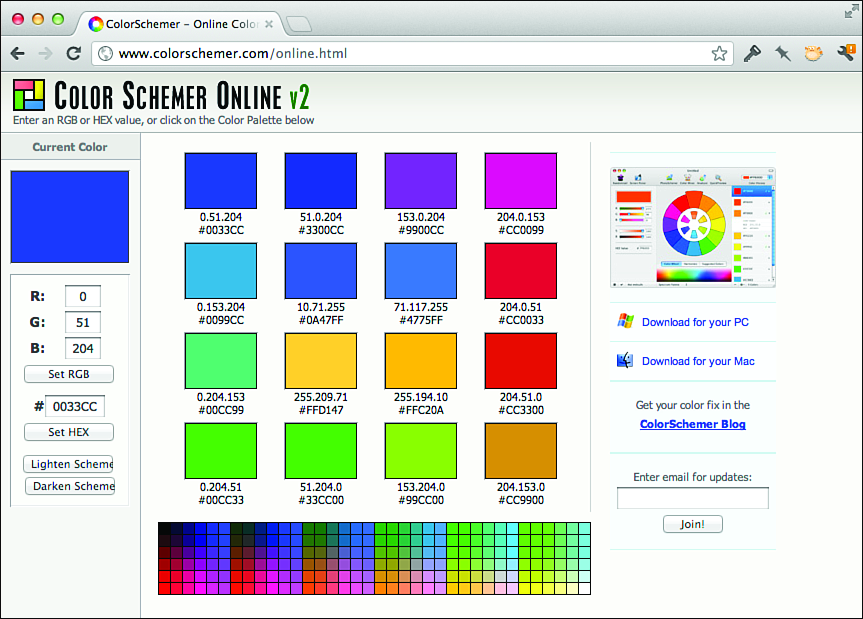 ColorSchemer – Online Color
www.colorschemer.com/online.html
COLOR SCHEMER ONLINE v2
Enter an RGB or HEX value, or click on the Color Palette below
Current Color
R: 0
G: 51
B: 204
Set RGB
# 0033CC
Set HEX
Lighten Scheme
Darken Scheme
0.51.204 51.0.204 153.0.204 204.0.153
#0033CC #3300CC #9900CC #CC0099
0.153.204 10.71.255 71.117.255 204.0.51
#0099CC #0A47FF #4775FF #CC0033
0.204.153 255.209.71 255.194.10 204.51.0
#00CC99 #FFD147 #FFC20A #CC3300
0.204.51 51.204.0 153.204.0 204.153.0
#00CC33 #33CC00 #99CC00 #CC9900
Download for your PC
Download for your Mac
Get your color fix in the
ColorSchemer Blog
Enter email for updates:
Join!